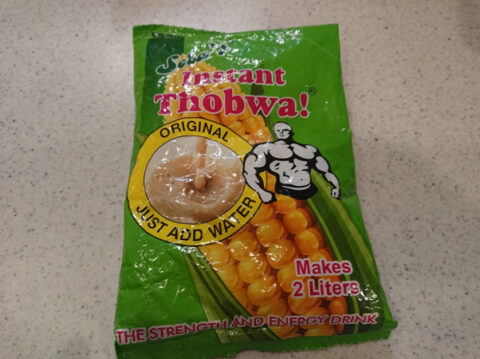 Instant
Thobwa!®
ORIGINAL
JUST ADD WATER
Makes
2 Liters
THE STRENGTH AND ENERGY DRINK